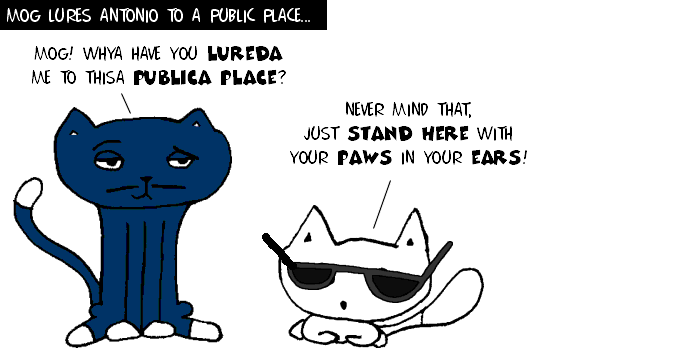 MOG LURES ANTONIO TO A PUBLIC PLACE...
MOG! WHYA HAVE YOU LUREDA
ME TO THISA PUBLICA PLACE?
NEVER MIND THAT,
JUST STAND HERE WITH
YOUR PAWS IN YOUR EARS!